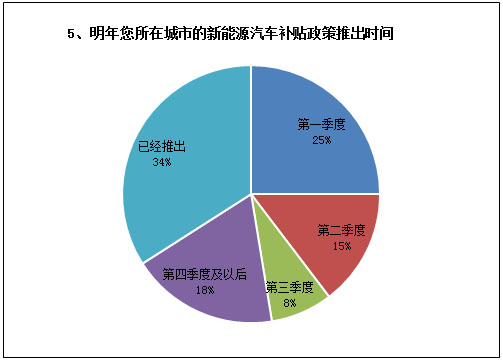 5、明年您所在城市的新能源汽车补贴政策推出时间
第一季度
25%
第二季度
15%
第三季度
8%
第四季度及以后
18%
已经推出
34%